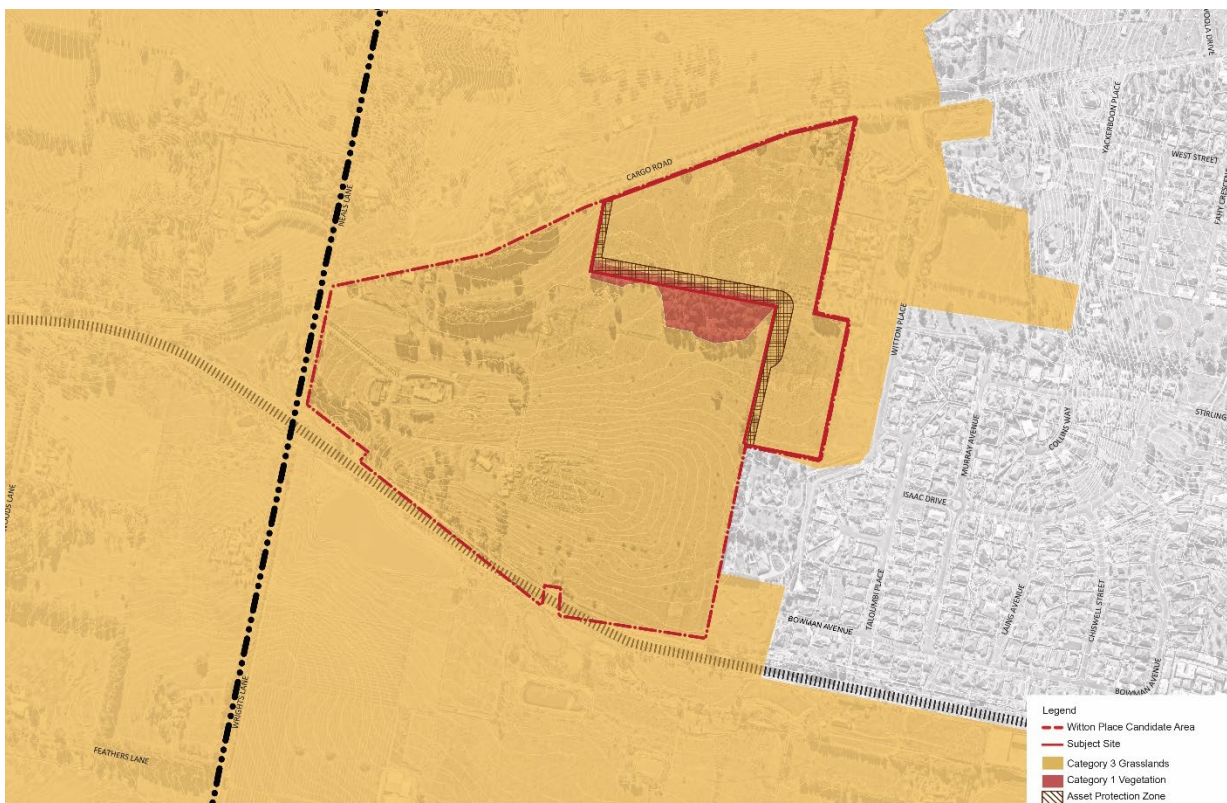 YACKERBOON PLACE
WEST STREET
CARGO ROAD
NEALS LANE
WITTON PLACE
MURRAY AVENUE
COLLINS WAY
STIRLING
ISAAC DRIVE
WOODS LANE
TALOUMBI PLACE
LAING AVENUE
CHISWELL STREET
BOWMAN AVENUE
BOWMAN AVENUE
WRIGHTS LANE
FEATHERS LANE
Legend
Witton Place Candidate Area
Subject Site
Category 3 Grasslands
Category 1 Vegetation
Asset Protection Zone